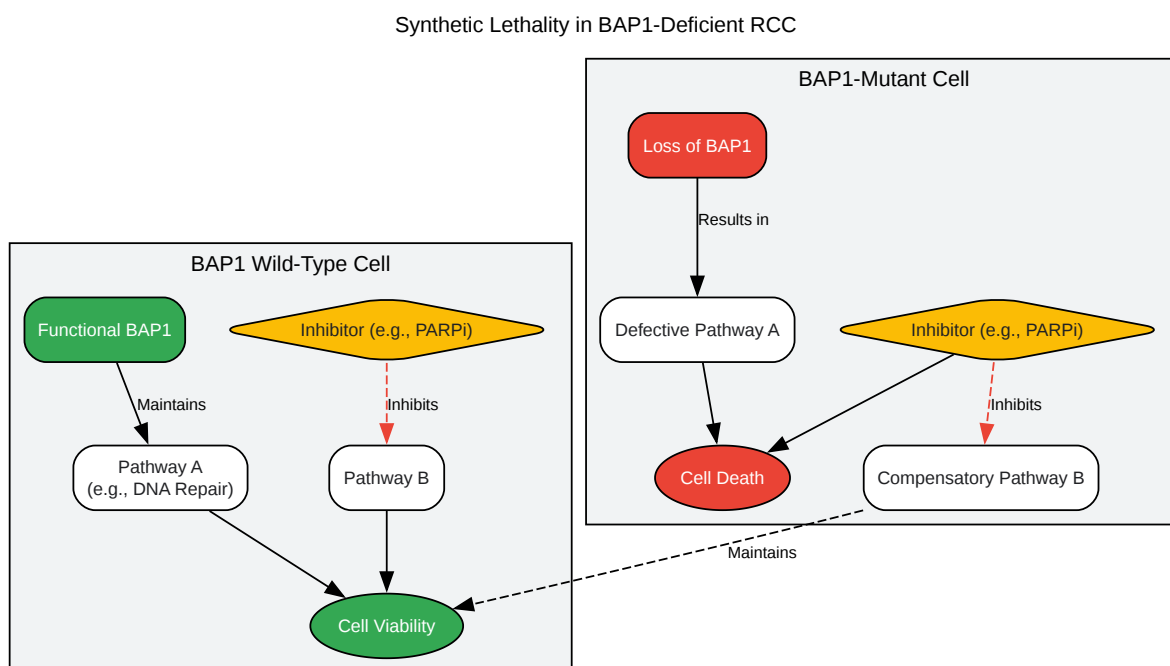 Synthetic Lethality in BAP1-Deficient RCC
BAP1-Mutant Cell
Loss of BAP1
Results in
Defective Pathway A
Inhibitor (e.g., PARPi)
Inhibits
Cell Death
Compensatory Pathway B
Maintains
BAP1 Wild-Type Cell
Functional BAP1
Inhibitor (e.g., PARPi)
Maintains
Inhibits
Pathway A
(e.g., DNA Repair)
Pathway B
Cell Viability